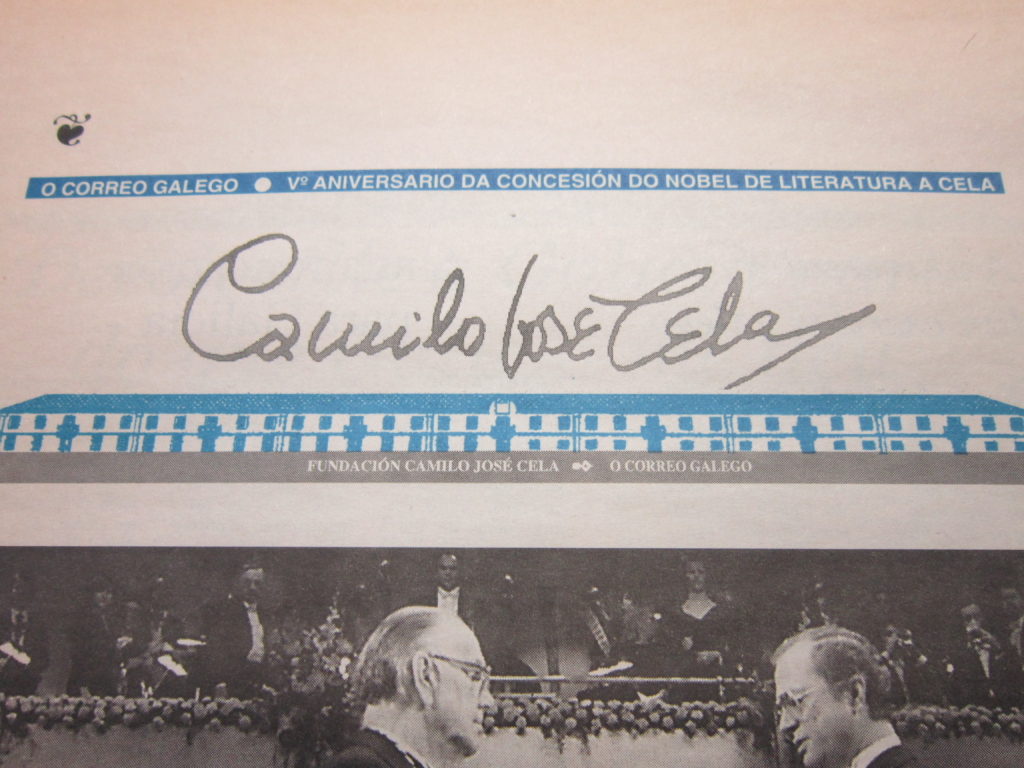 O CORREO GALEGO ● Vº ANIVERSARIO DA CONCESIÓN DO NOBEL DE LITERATURA A CELA
Camilo José Cela
FUNDACIÓN CAMILO JOSÉ CELA O CORREO GALEGO